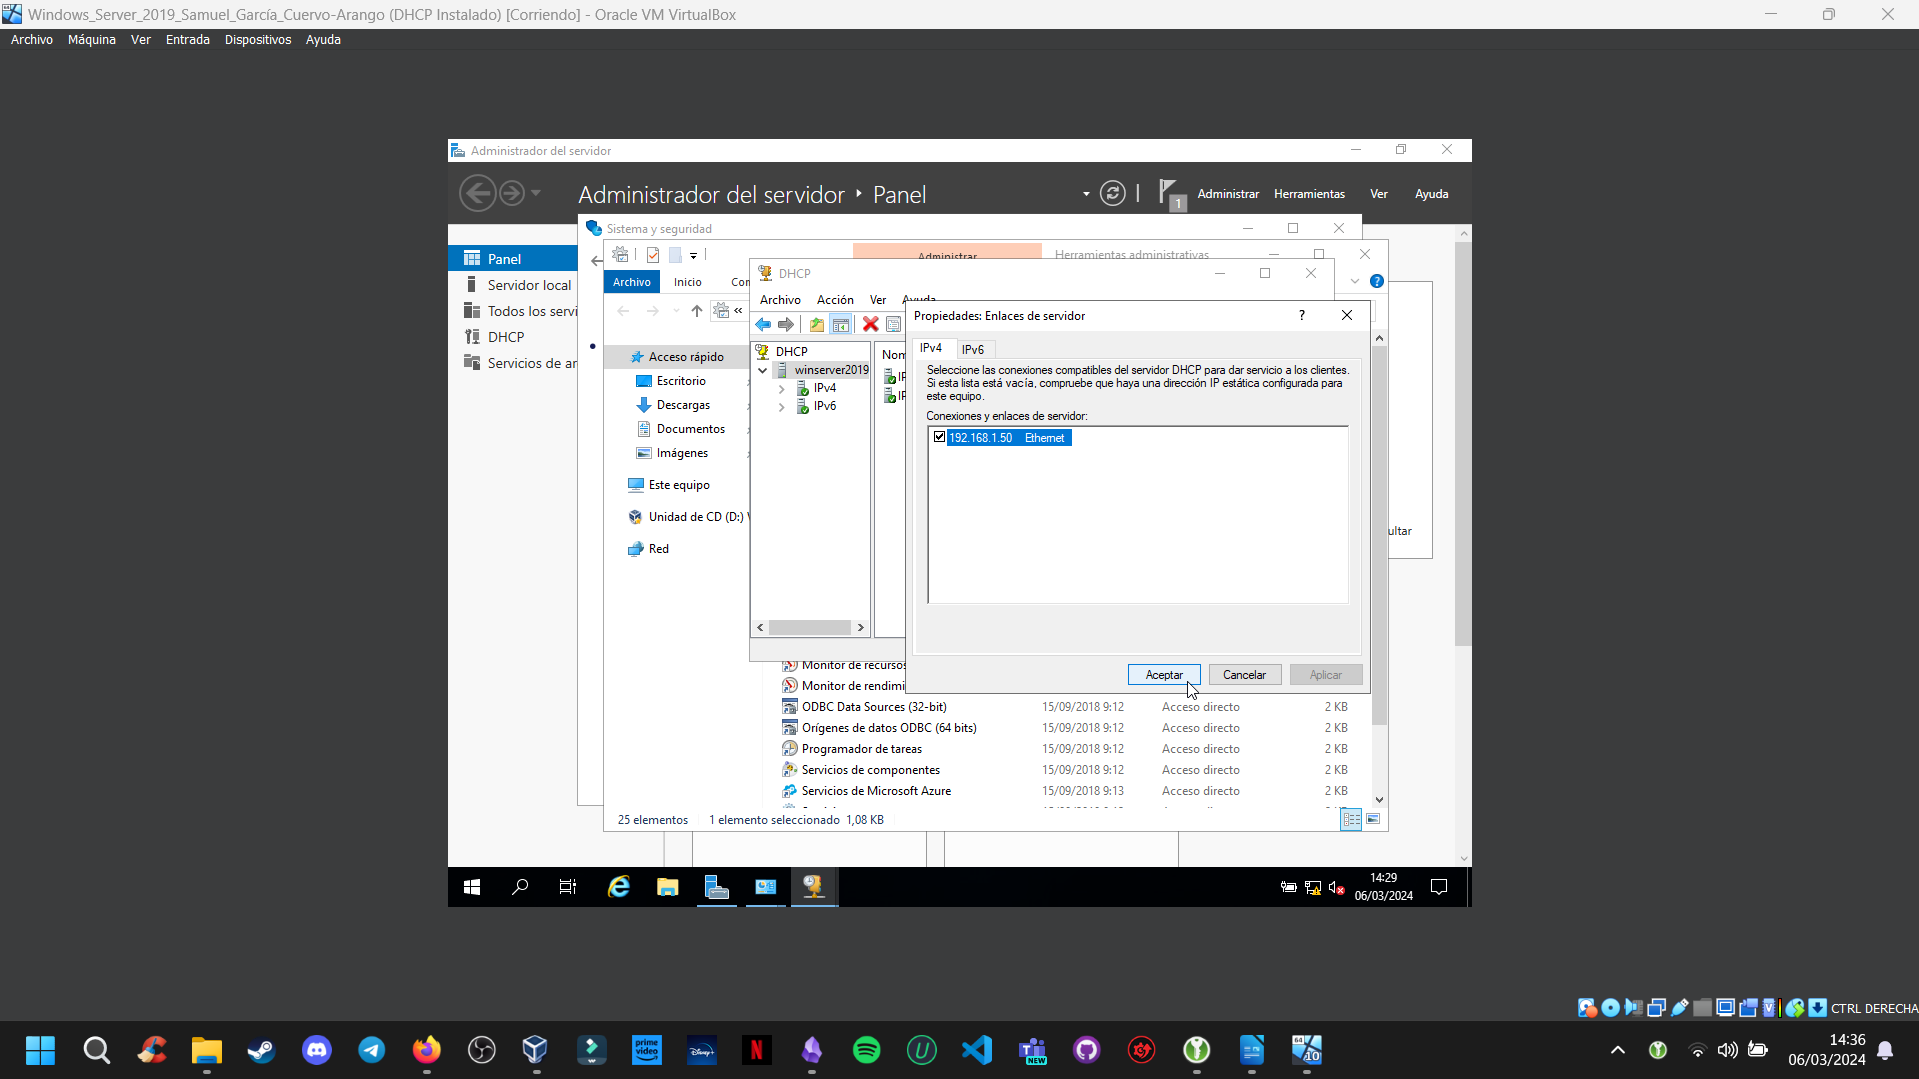 Windows_Server_2019_Samuel_García_Cuervo-Arango (DHCP Instalado) [Corriendo] - Oracle VM VirtualBox
Archivo Máquina Ver Entrada Dispositivos Ayuda
Administrador del servidor
Administrador del servidor ‣ Panel
1
Administrar Herramientas Ver Ayuda
Panel
Servidor local
Todos los servi
DHCP
Servicios de ar
Sistema y seguridad
Administrar
Herramientas administrativas
Archivo Inicio Con
«
Acceso rápido
Escritorio
Descargas
Documentos
Imágenes
Este equipo
Unidad de CD (D:)
Red
DHCP
Archivo Acción Ver Ayuda
DHCP
winserver2019
IPv4
IPv6
Nom
IP
IP
Propiedades: Enlaces de servidor
?
IPv4 IPv6
Seleccione las conexiones compatibles del servidor DHCP para dar servicio a los clientes.
Si esta lista está vacía, compruebe que haya una dirección IP estática configurada para
este equipo.
Conexiones y enlaces de servidor:
192.168.1.50 Ethernet
Aceptar Cancelar Aplicar
ultar
Monitor de recursos
Monitor de rendimi
ODBC Data Sources (32-bit) 15/09/2018 9:12 Acceso directo 2 KB
Orígenes de datos ODBC (64 bits) 15/09/2018 9:12 Acceso directo 2 KB
Programador de tareas 15/09/2018 9:12 Acceso directo 2 KB
Servicios de componentes 15/09/2018 9:12 Acceso directo 2 KB
Servicios de Microsoft Azure 15/09/2018 9:13 Acceso directo 2 KB
25 elementos 1 elemento seleccionado 1,08 KB
14:29
06/03/2024
CTRL DERECHA
prime video
Disney+
N
NEW
64
10
14:36
06/03/2024